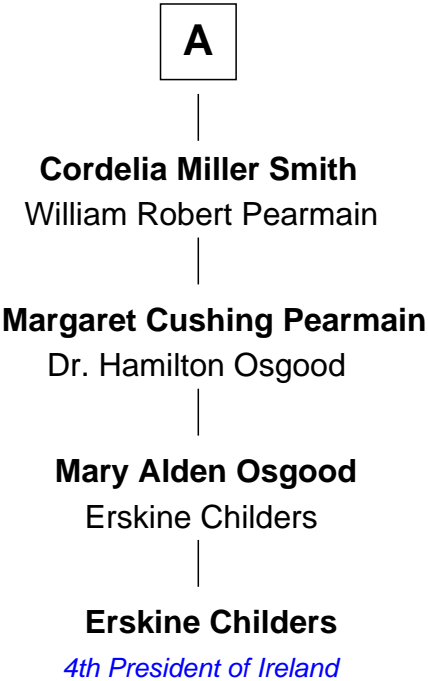 A
Cordelia Miller Smith
William Robert Pearmain
Margaret Cushing Pearmain
Dr. Hamilton Osgood
Mary Alden Osgood
Erskine Childers
Erskine Childers
4th President of Ireland